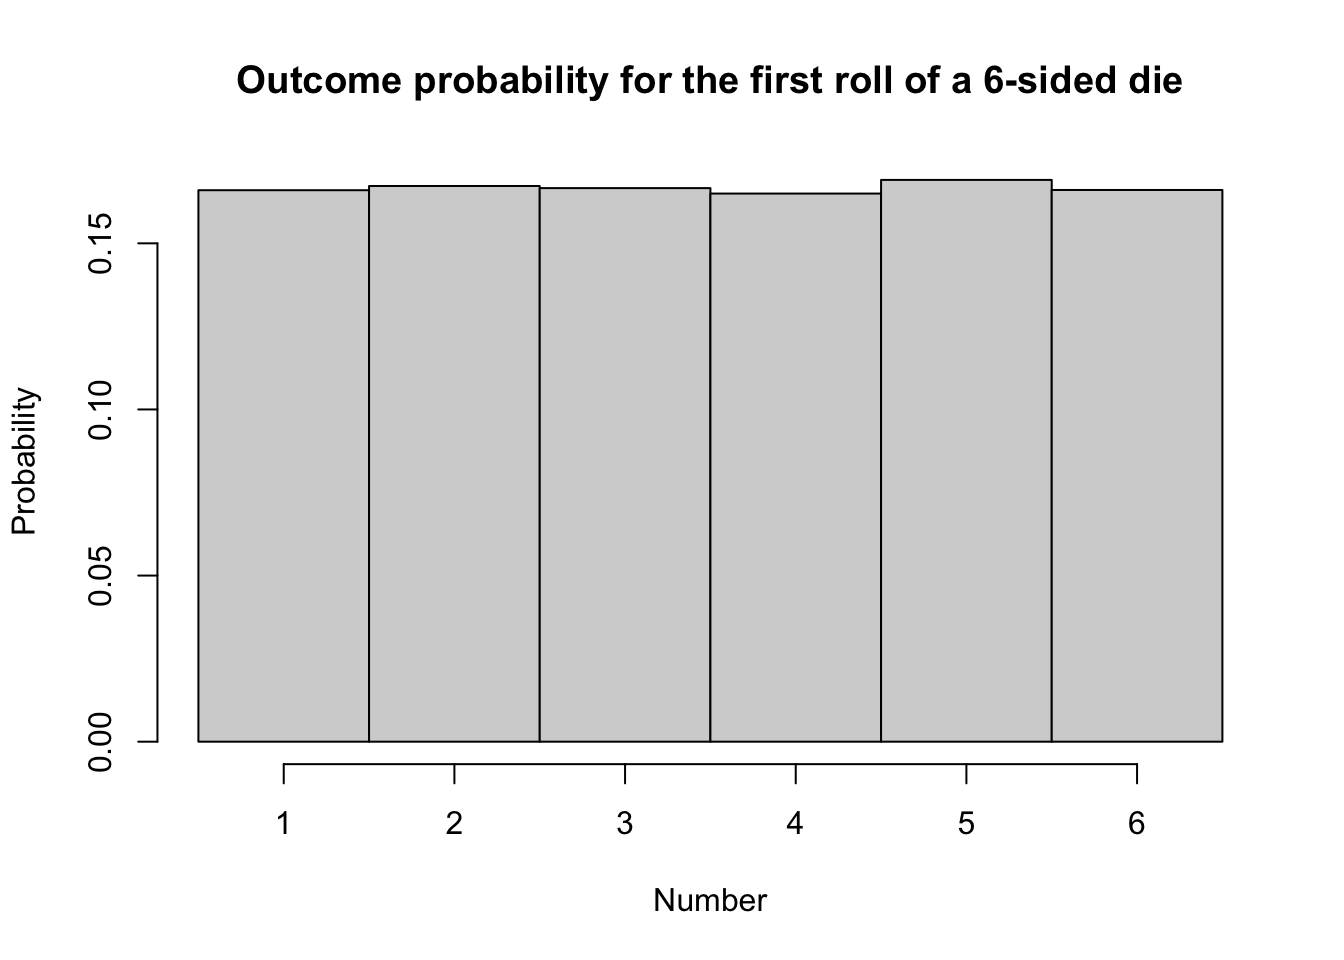 Outcome probability for the first roll of a 6-sided die
0.15
0.10
0.05
0.00
Probability
1 2 3 4 5 6
Number